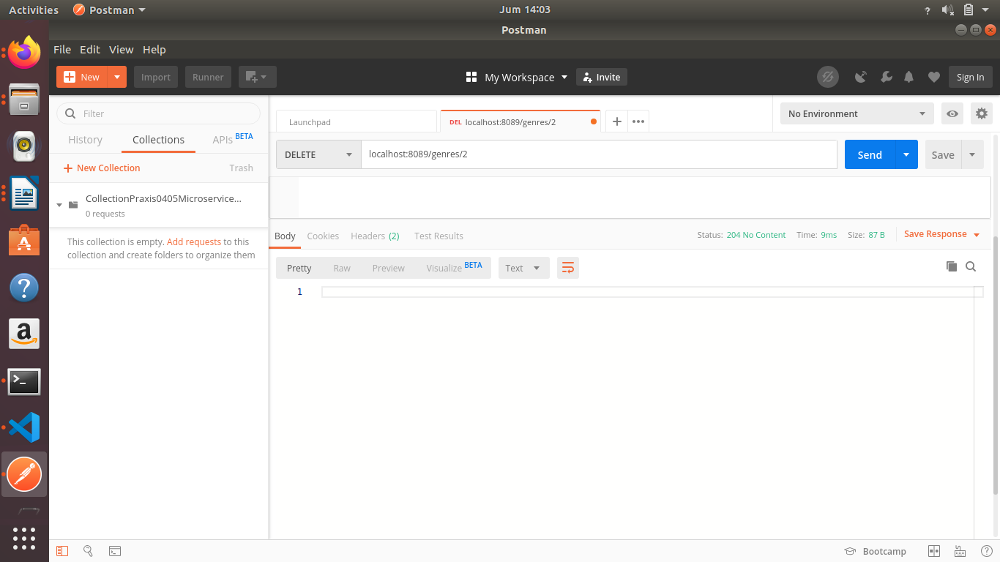 Activities Postman Jum 14:03 ?
Postman
File Edit View Help
New Import Runner My Workspace Invite Sign In
Filter
History Collections APIs BETA
New Collection Trash
CollectionPraxis0405Microservice...
0 requests
This collection is empty. Add requests to this
collection and create folders to organize them
Launchpad DEL localhost:8089/genres/2 No Environment
DELETE localhost:8089/genres/2 Send Save
Body Cookies Headers (2) Test Results Status: 204 No Content Time: 9ms Size: 87 B Save Response
Pretty Raw Preview Visualize BETA Text
1
Bootcamp